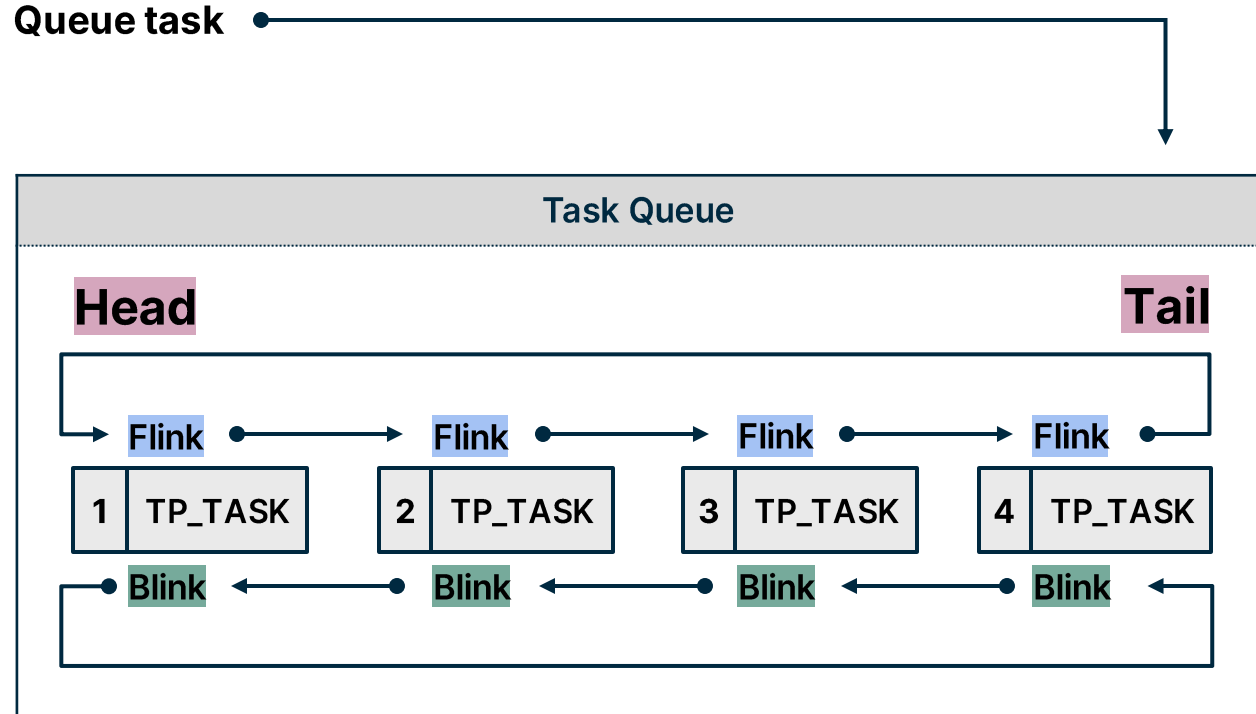 Queue task
Task Queue
Head Tail
Flink Flink Flink Flink
1 TP_TASK 2 TP_TASK 3 TP_TASK 4 TP_TASK
Blink Blink Blink Blink